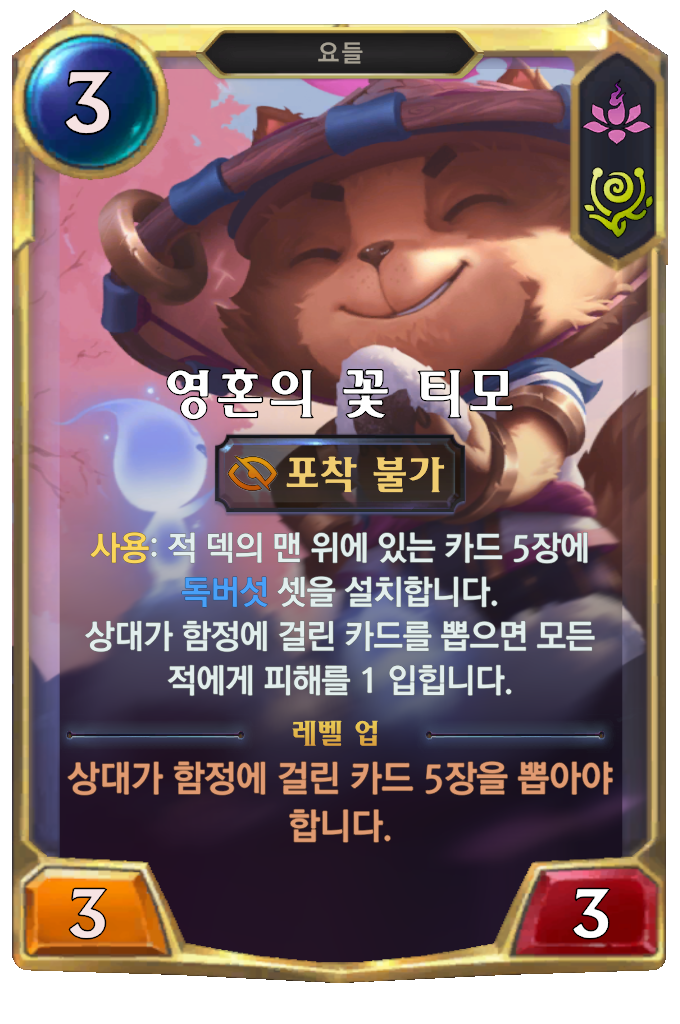 요들
3
영혼의 꽃 티모
포착 불가
사용: 적 덱의 맨 위에 있는 카드 5장에
독버섯 셋을 설치합니다.
상대가 함정에 걸린 카드를 뽑으면 모든
적에게 피해를 1 입힙니다.
레벨 업
상대가 함정에 걸린 카드 5장을 뽑아야
합니다.
3
3